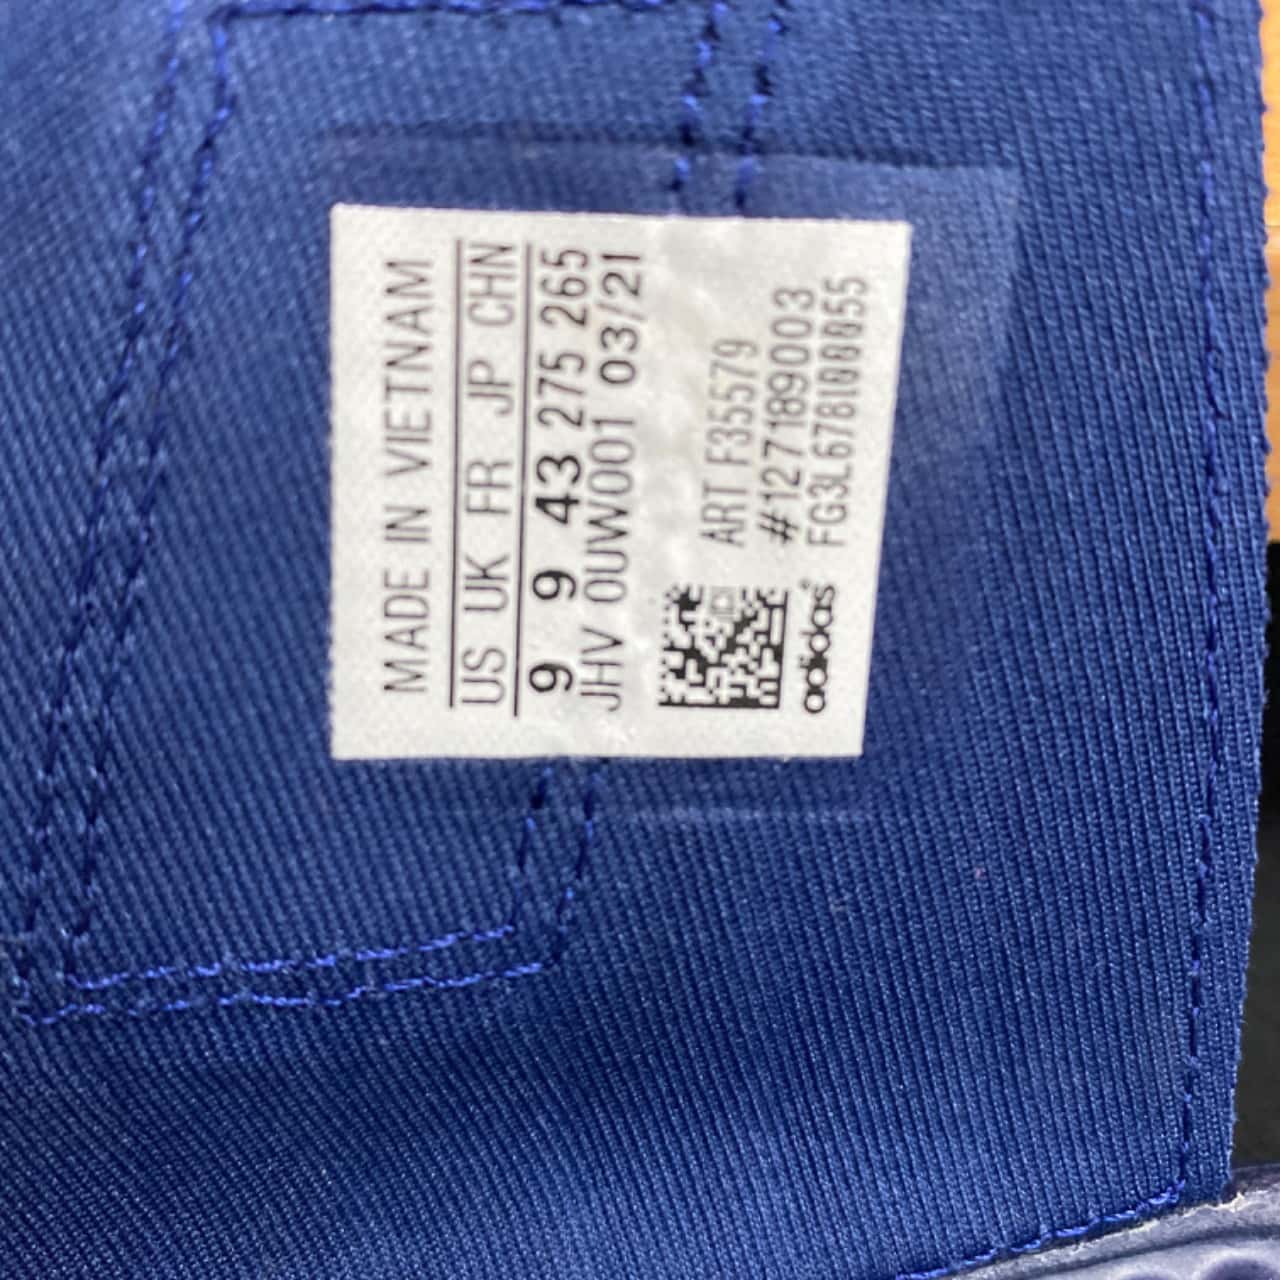 MADE IN VIETNAM
US UK FR JP CHN
9 9 43 275 265
JHV 0UW001 03/21
ART F35579
#127189003
FG3L678100055
adidas®